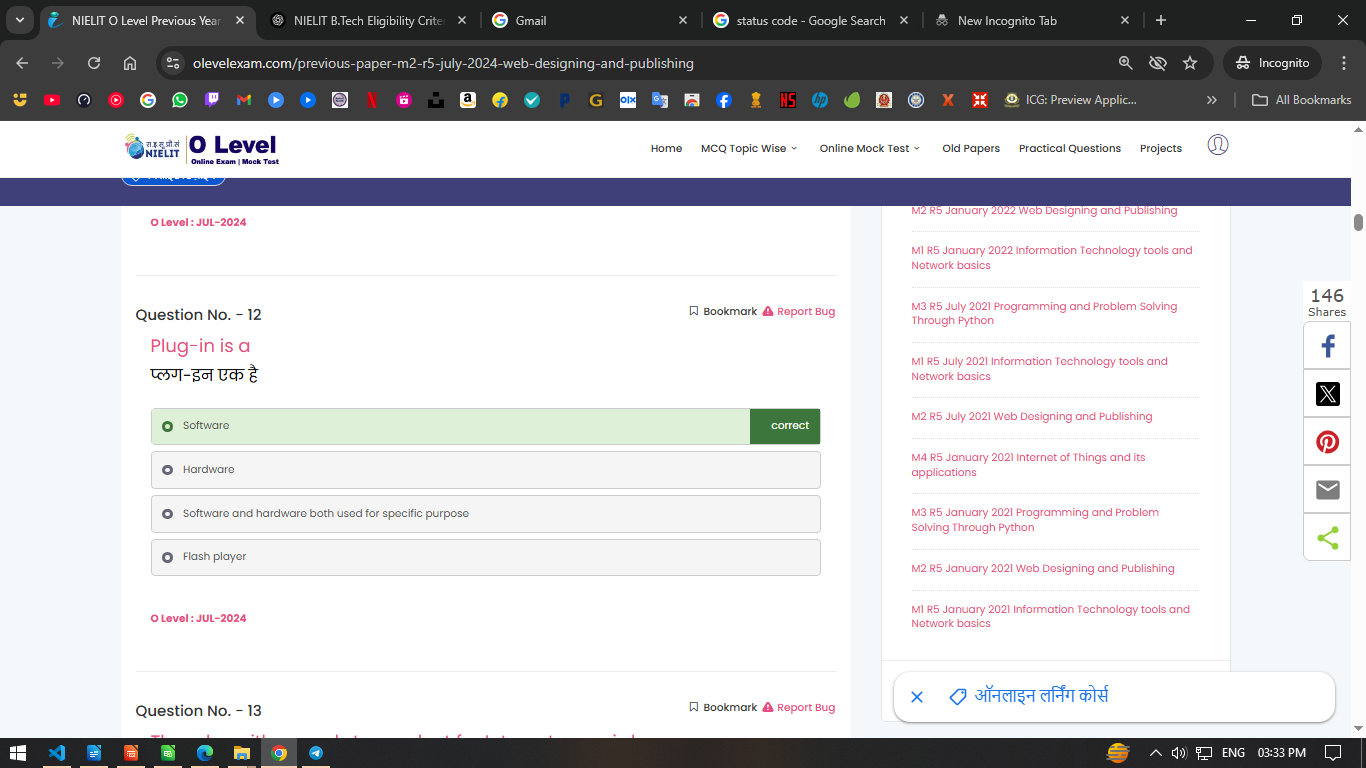 NIELIT O Level Previous Year
NIELIT B.Tech Eligibility Crite
Gmail
status code - Google Search
New Incognito Tab
olevelexam.com/previous-paper-m2-r5-july-2024-web-designing-and-publishing
Incognito
ICG: Preview Applic...
All Bookmarks
रा.इ.सू.प्रौ.सं
NIELIT
O Level
Online Exam | Mock Test
Home
MCQ Topic Wise
Online Mock Test
Old Papers
Practical Questions
Projects
O Level : JUL-2024
Question No. - 12
Bookmark
Report Bug
Plug-in is a
प्लग-इन एक है
Software
correct
Hardware
Software and hardware both used for specific purpose
Flash player
O Level : JUL-2024
Question No. - 13
Bookmark
Report Bug
M2 R5 January 2022 Web Designing and Publishing
M1 R5 January 2022 Information Technology tools and
Network basics
M3 R5 July 2021 Programming and Problem Solving
Through Python
M1 R5 July 2021 Information Technology tools and
Network basics
M2 R5 July 2021 Web Designing and Publishing
M4 R5 January 2021 Internet of Things and its
applications
M3 R5 January 2021 Programming and Problem
Solving Through Python
M2 R5 January 2021 Web Designing and Publishing
M1 R5 January 2021 Information Technology tools and
Network basics
146
Shares
ऑनलाइन लर्निंग कोर्स
ENG
03:33 PM